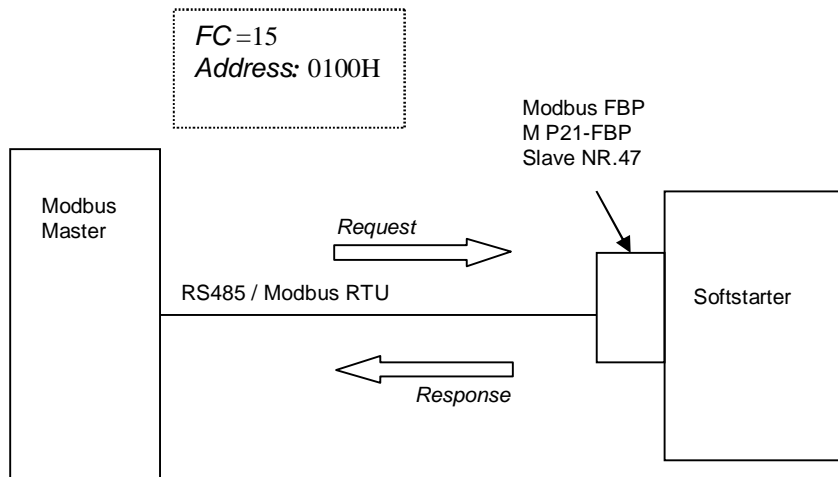 FC =15
Address: 0100H
Modbus FBP
M P21-FBP
Slave NR.47
Modbus
Master
Request
RS485 / Modbus RTU
Softstarter
Response